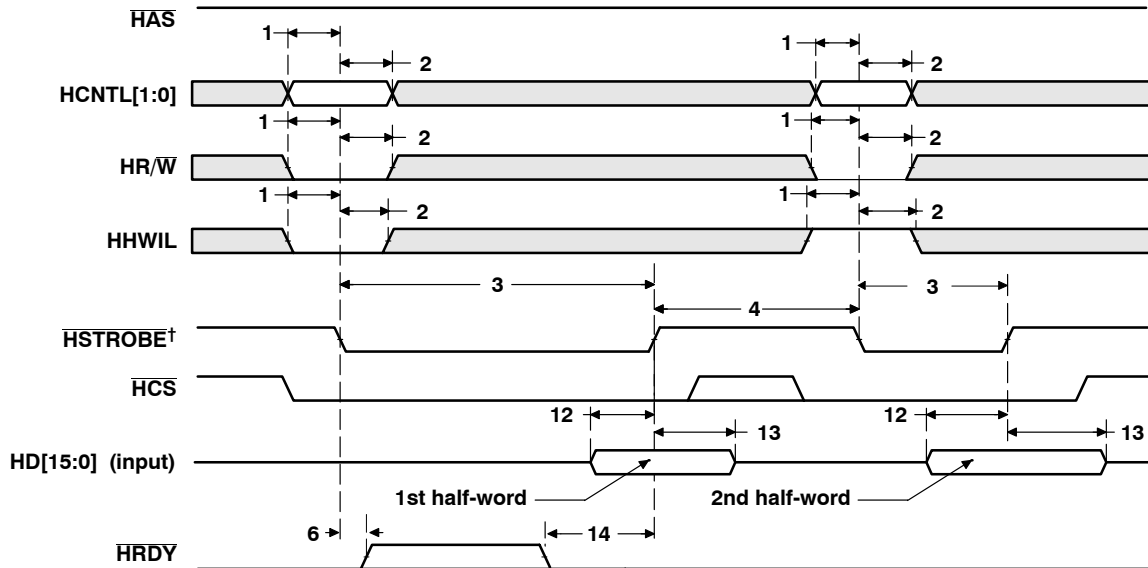 HAS
1
1
2
2
HCNTL[1:0]
1
1
2
2
HR/W
1
1
2
2
HHWIL
3
3
4
HSTROBE†
HCS
12
12
13
13
HD[15:0] (input)
1st half-word
2nd half-word
6
14
HRDY